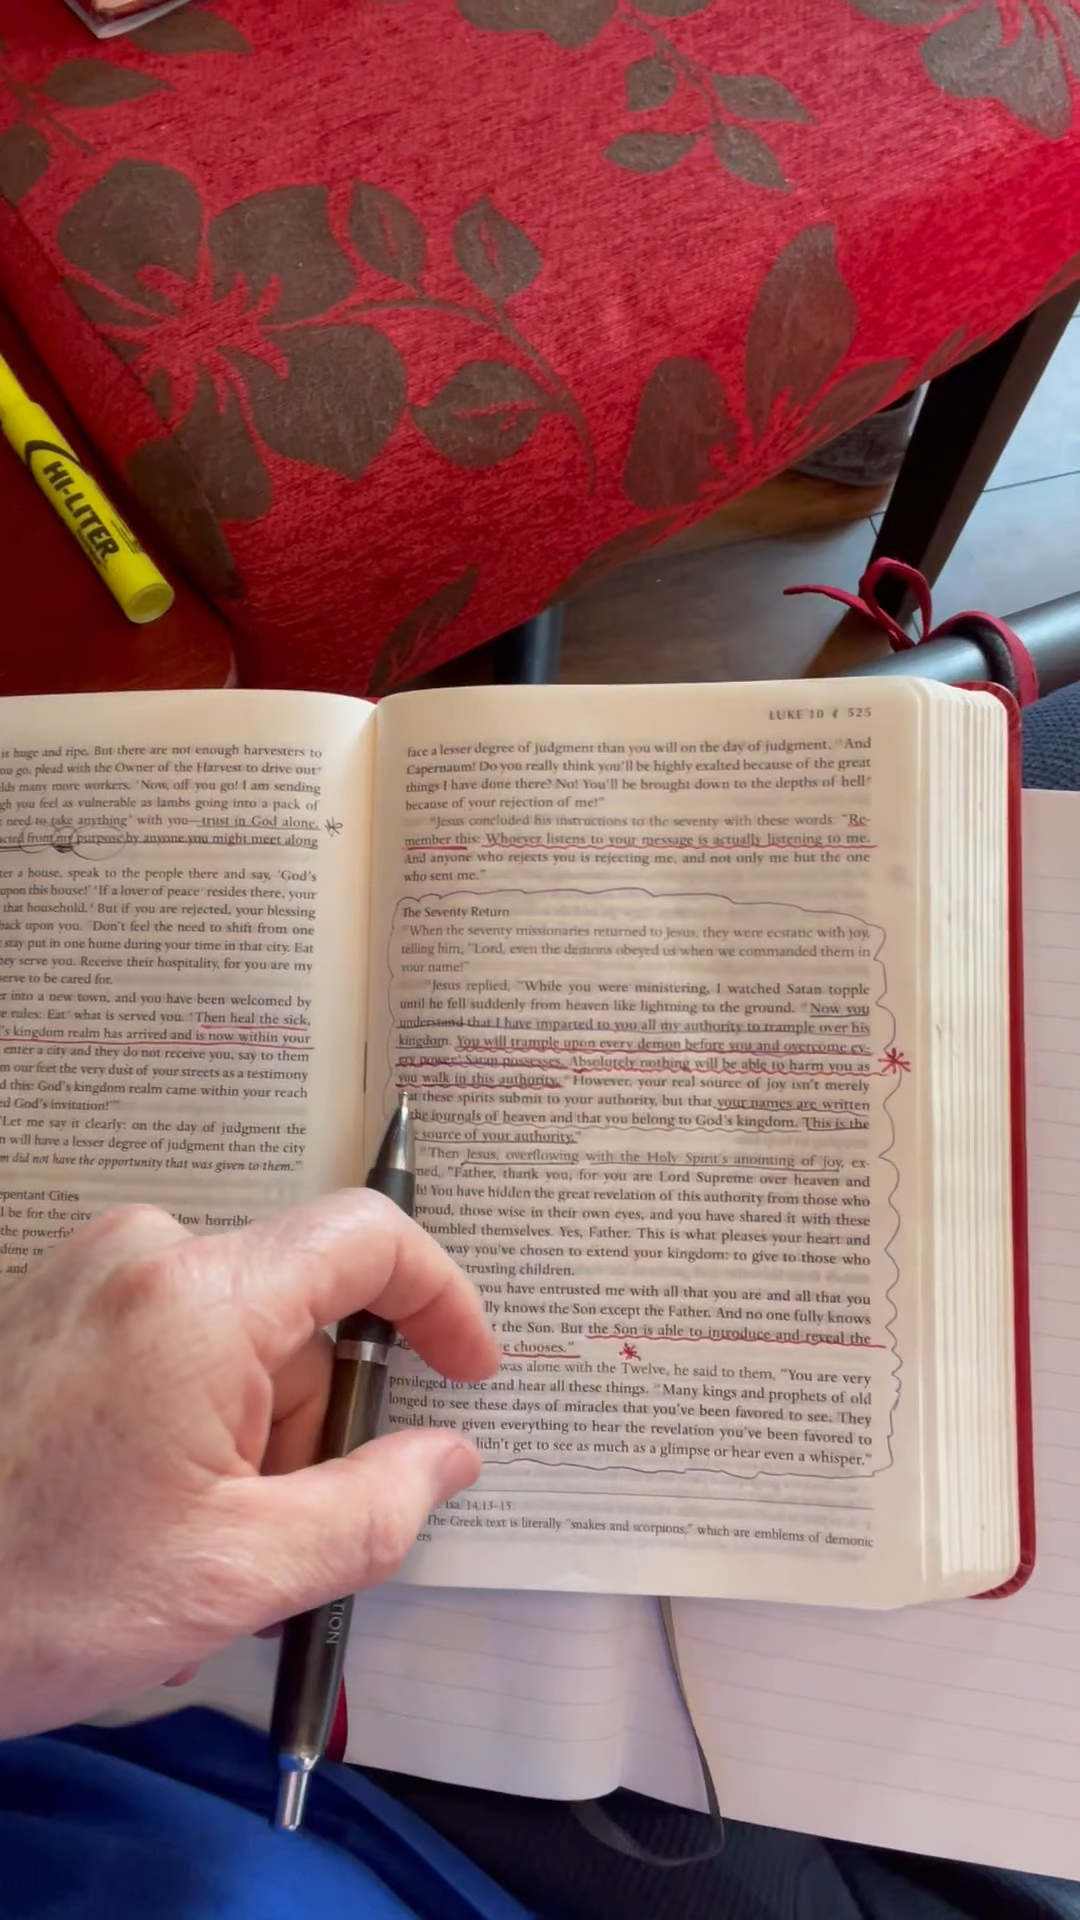 HI-LITER
is huge and ripe. But there are not enough harvesters to
go, plead with the Owner of the Harvest to drive out
many more workers. "Now, off you go! I am sending
you feel as vulnerable as lambs going into a pack of
need to take anything with you—trust in God alone.
from my purpose by anyone you might meet along
a house, speak to the people there and say, 'God's
upon this house!' "If a lover of peace resides there, your
that household. But if you are rejected, your blessing
back upon you. "Don't feel the need to shift from one
stay put in one home during your time in that city. Eat
serve you. Receive their hospitality, for you are my
serve to be cared for.
into a new town, and you have been welcomed by
rules: Eat what is served you. "Then heal the sick,
kingdom realm has arrived and is now within your
enter a city and they do not receive you, say to them
our feet the very dust of your streets as a testimony
this: God's kingdom realm came within your reach
God's invitation!'"
"Let me say it clearly: on the day of judgment the
will have a lesser degree of judgment than the city
did not have the opportunity that was given to them."
Cities
be for the city
How
the
done
and
LUKE 10 525
face a lesser degree of judgment than you will on the day of judgment. "And
Capernaum! Do you really think you'll be highly exalted because of the great
things I have done there? No! You'll be brought down to the depths of hell
because of your rejection of me!"
"Jesus concluded his instructions to the seventy with these words: "Re-
member this: Whoever listens to your message is actually listening to me.
And anyone who rejects you is rejecting me, and not only me but the one
who sent me."
The Seventy Return
"When the seventy missionaries returned to Jesus, they were ecstatic with joy,
telling him, "Lord, even the demons obeyed us when we commanded them in
your name!"
"Jesus replied, "While you were ministering, I watched Satan topple
until he fell suddenly from heaven like lightning to the ground. "Now you
understand that I have imparted to you all my authority to trample over his
kingdom. You will trample upon every demon before you and overcome ev-
ery power Satan possesses. Absolutely nothing will be able to harm you as
you walk in this authority. "However, your real source of joy isn't merely
these spirits submit to your authority, but that your names are written
the journals of heaven and that you belong to God's kingdom. This is the
source of your authority."
"Then Jesus, overflowing with the Holy Spirit's anointing of joy, ex-
"Father, thank you, for you are Lord Supreme over heaven and
You have hidden the great revelation of this authority from those who
proud, those wise in their own eyes, and you have shared it with these
humbled themselves. Yes, Father. This is what pleases your heart and
way you've chosen to extend your kingdom: to give to those who
trusting children.
you have entrusted me with all that you are and all that you
knows the Son except the Father. And no one fully knows
the Son. But the Son is able to introduce and reveal the
chooses."
was alone with the Twelve, he said to them, "You are very
privileged to see and hear all these things. "Many kings and prophets of old
longed to see these days of miracles that you've been favored to see. They
would have given everything to hear the revelation you've been favored to
didn't get to see as much as a glimpse or hear even a whisper."
Isa. 14:13–15.
The Greek text is literally "snakes and scorpions," which are emblems of demonic